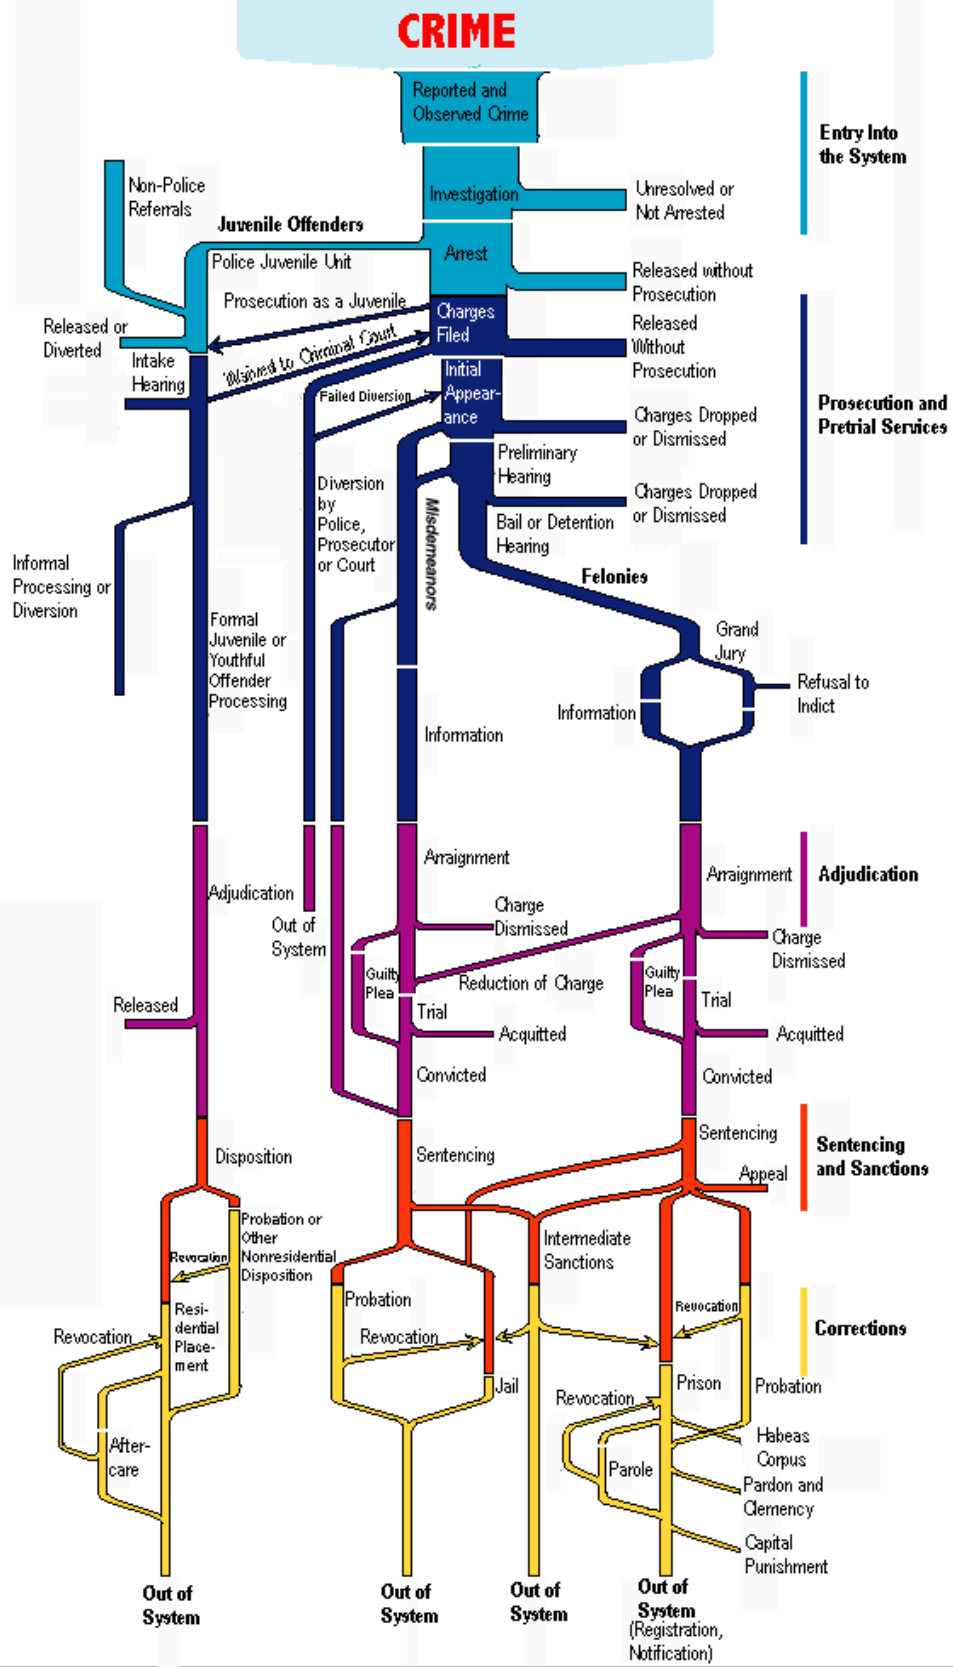 CRIME
Reported and
Observed Crime
Entry Into
the System
Non-Police
Referrals
Investigation
Unresolved or
Not Arrested
Juvenile Offenders
Arrest
Police Juvenile Unit
Released without
Prosecution
Prosecution as a Juvenile
Charges
Filed
Released or
Diverted
Waived to Criminal Court
Released
Without
Prosecution
Intake
Hearing
Initial
Appear-
ance
Failed Diversion
Prosecution and
Pretrial Services
Charges Dropped
or Dismissed
Preliminary
Hearing
Diversion
by
Police,
Prosecutor
or Court
Misdemeanors
Charges Dropped
or Dismissed
Bail or Detention
Hearing
Informal
Processing or
Diversion
Felonies
Formal
Juvenile or
Youthful
Offender
Processing
Grand
Jury
Refusal to
Indict
Information
Information
Arraignment
Arraignment
Adjudication
Adjudication
Out of
System
Charge
Dismissed
Charge
Dismissed
Guilty
Plea
Reduction of Charge
Guilty
Plea
Released
Trial
Trial
Acquitted
Acquitted
Convicted
Convicted
Sentencing
Sentencing
and Sanctions
Disposition
Sentencing
Appeal
Probation or
Other
Nonresidential
Disposition
Revocation
Intermediate
Sanctions
Probation
Revocation
Resi-
dential
Place-
ment
Revocation
Revocation
Corrections
Jail
Prison
Probation
Revocation
After-
care
Parole
Habeas
Corpus
Pardon and
Clemency
Capital
Punishment
Out of
System
Out of
System
Out of
System
Out of
System
(Registration,
Notification)